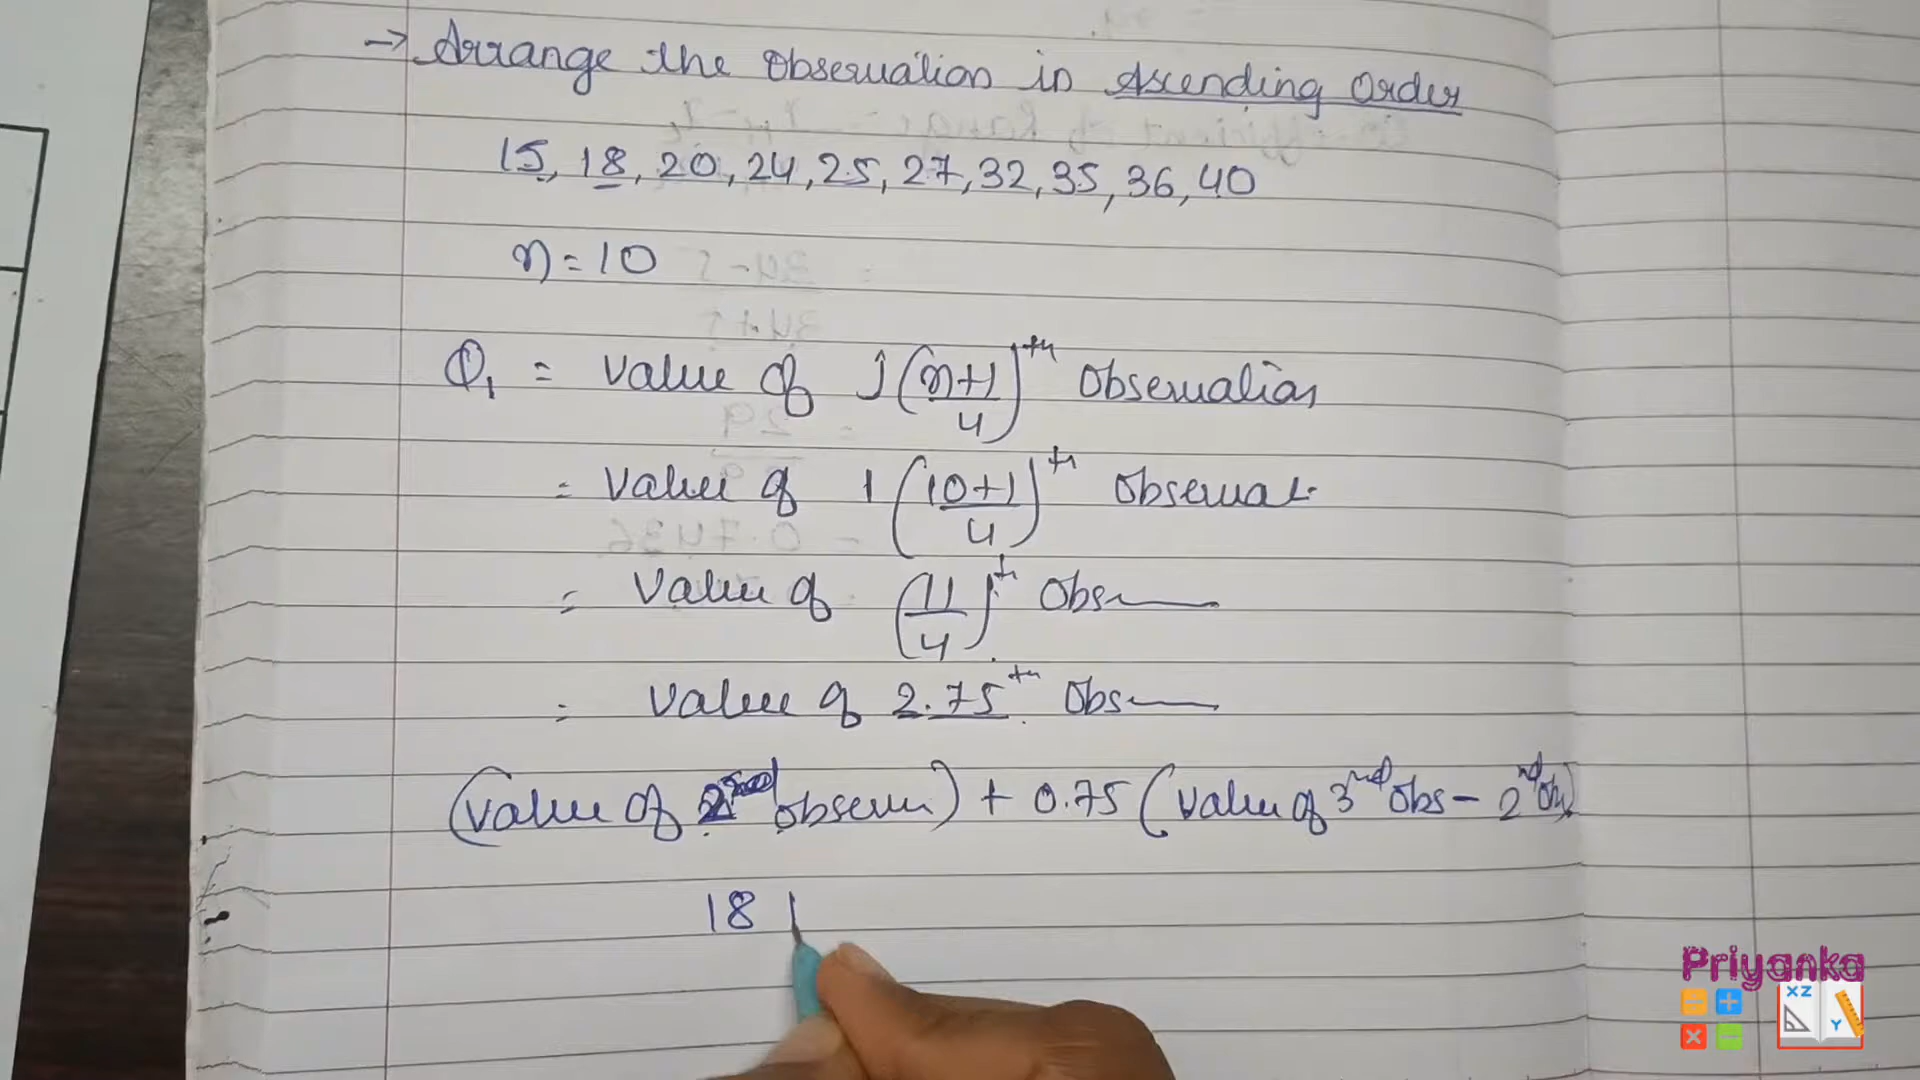 → Arrange the Observation in Ascending Order
15, 18, 20, 24, 25, 27, 32, 35, 36, 40
n = 10
Q₁ = Value of J(n+1/4)th Observation
= Value of 1(10+1/4)th Observat.
= Value of (11/4)th Obs
= Value of 2.75th Obs
(Value of 2nd observ) + 0.75 (Value of 3rd Obs - 2nd Obs)
18
Priyanka
XZ
Y